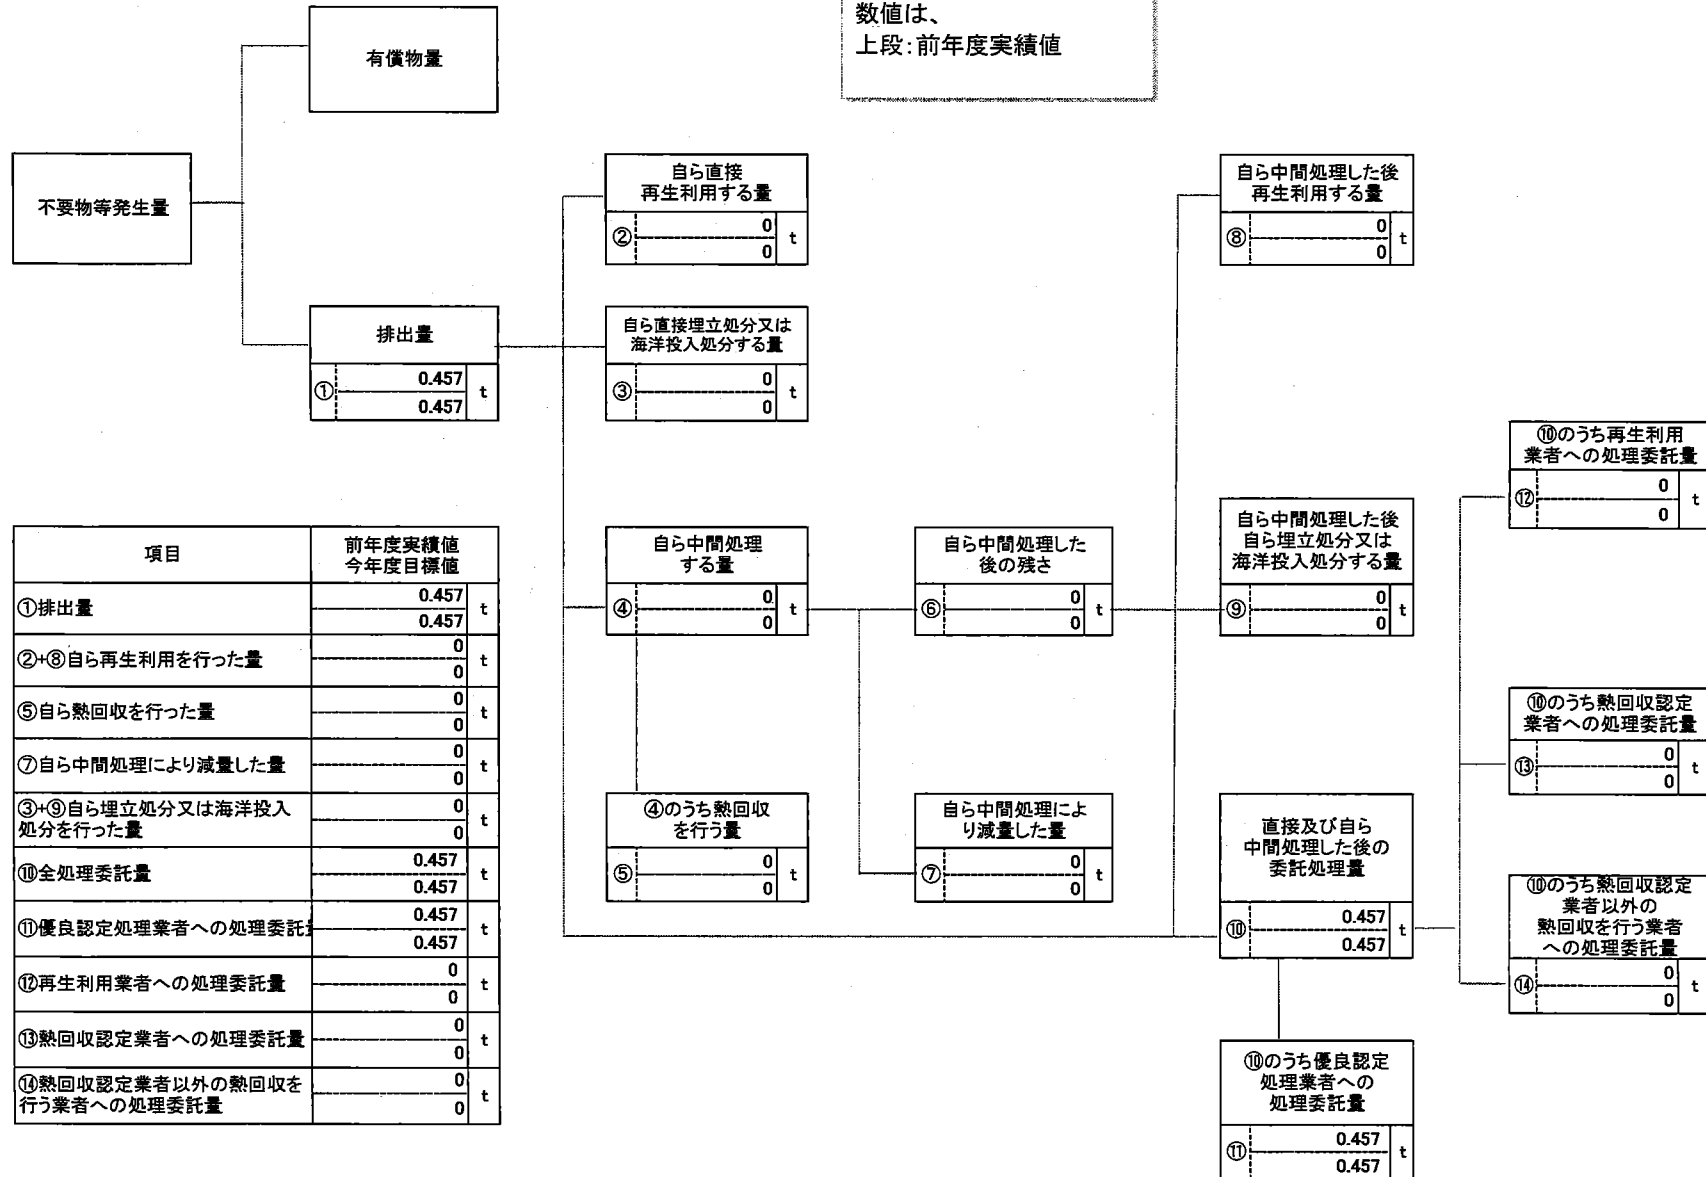 数値は、
上段:前年度実績値
有償物量
不要物等発生量
排出量
① 0.457 t
0.457
自ら直接
再生利用する量
② 0 t
0
自ら直接埋立処分又は
海洋投入処分する量
③ 0 t
0
自ら中間処理
する量
④ 0 t
0
④のうち熱回収
を行う量
⑤ 0 t
0
自ら中間処理した
後の残さ
⑥ 0 t
0
自ら中間処理によ
り減量した量
⑦ 0 t
0
自ら中間処理した後
再生利用する量
⑧ 0 t
0
自ら中間処理した後
自ら埋立処分又は
海洋投入処分する量
⑨ 0 t
0
直接及び自ら
中間処理した後の
委託処理量
⑩ 0.457 t
0.457
⑩のうち優良認定
処理業者への
処理委託量
⑪ 0.457 t
0.457
⑩のうち再生利用
業者への処理委託量
⑫ 0 t
0
⑩のうち熱回収認定
業者への処理委託量
⑬ 0 t
0
⑩のうち熱回収認定
業者以外の
熱回収を行う業者
への処理委託量
⑭ 0 t
0
項目 前年度実績値
今年度目標値
①排出量 0.457 t
0.457
②+⑧自ら再生利用を行った量 0 t
0
⑤自ら熱回収を行った量 0 t
0
⑦自ら中間処理により減量した量 0 t
0
③+⑨自ら埋立処分又は海洋投入 0 t
処分を行った量 0
⑩全処理委託量 0.457 t
0.457
⑪優良認定処理業者への処理委託 0.457 t
0.457
⑫再生利用業者への処理委託量 0 t
0
⑬熱回収認定業者への処理委託量 0 t
0
⑭熱回収認定業者以外の熱回収を 0 t
行う業者への処理委託量 0